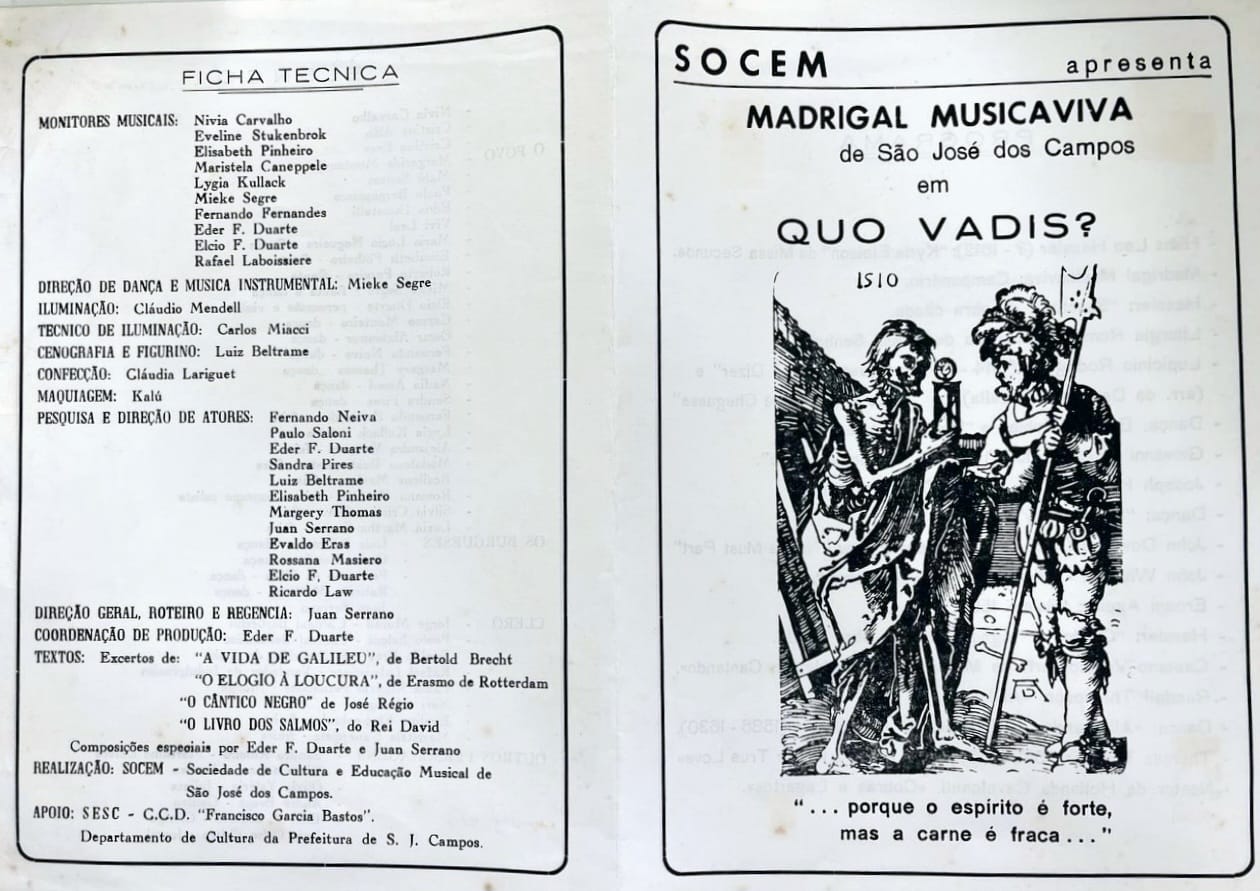 FICHA TECNICA
MONITORES MUSICAIS: Nivia Carvalho
Eveline Stukenbrok
Elisabeth Pinheiro
Maristela Caneppele
Lygia Kullack
Mieke Segre
Fernando Fernandes
Eder F. Duarte
Elcio F. Duarte
Rafael Laboissiere
DIREÇÃO DE DANÇA E MUSICA INSTRUMENTAL: Mieke Segre
ILUMINAÇÃO: Cláudio Mendell
TECNICO DE ILUMINAÇÃO: Carlos Miacci
CENOGRAFIA E FIGURINO: Luiz Beltrame
CONFECÇÃO: Cláudia Lariguet
MAQUIAGEM: Kalú
PESQUISA E DIREÇÃO DE ATORES: Fernando Neiva
Paulo Saloni
Eder F. Duarte
Sandra Pires
Luiz Beltrame
Elisabeth Pinheiro
Margery Thomas
Juan Serrano
Evaldo Eras
Rossana Masiero
Elcio F. Duarte
Ricardo Law
DIREÇÃO GERAL, ROTEIRO E REGENCIA: Juan Serrano
COORDENAÇÃO DE PRODUÇÃO: Eder F. Duarte
TEXTOS: Excertos de: "A VIDA DE GALILEU", de Bertold Brecht
"O ELOGIO À LOUCURA", de Erasmo de Rotterdam
"O CÂNTICO NEGRO" de José Régio
"O LIVRO DOS SALMOS", do Rei David
Composições especiais por Eder F. Duarte e Juan Serrano
REALIZAÇÃO: SOCEM - Sociedade de Cultura e Educação Musical de
São José dos Campos.
APOIO: SESC - C.C.D. "Francisco Garcia Bastos".
Departamento de Cultura da Prefeitura de S. J. Campos.
SOCEM apresenta
MADRIGAL MUSICAVIVA
de São José dos Campos
em
QUO VADIS?
1510
"... porque o espírito é forte,
mas a carne é fraca..."